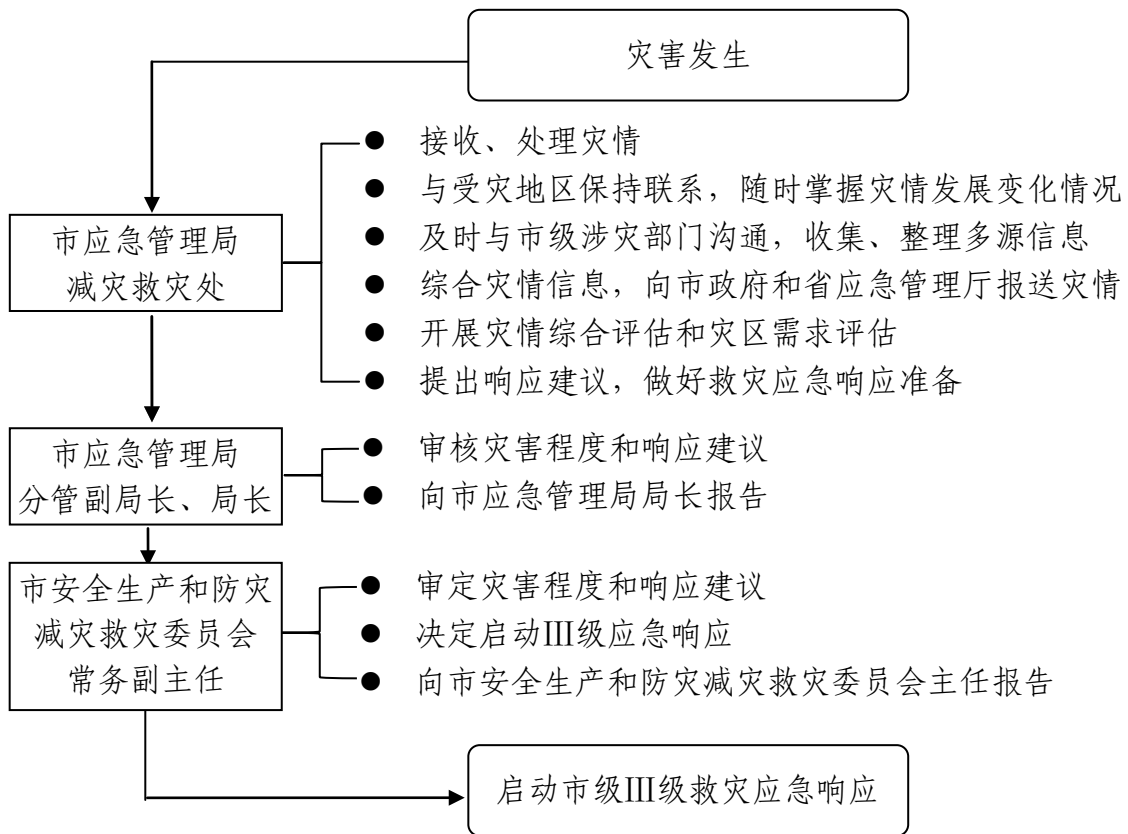 灾害发生
● 接收、处理灾情
● 与受灾地区保持联系，随时掌握灾情发展变化情况
● 及时与市级涉灾部门沟通，收集、整理多源信息
● 综合灾情信息，向市政府和省应急管理厅报送灾情
● 开展灾情综合评估和灾区需求评估
● 提出响应建议，做好救灾应急响应准备
市应急管理局
减灾救灾处
市应急管理局
分管副局长、局长
● 审核灾害程度和响应建议
● 向市应急管理局局长报告
市安全生产和防灾
减灾救灾委员会
常务副主任
● 审定灾害程度和响应建议
● 决定启动Ⅲ级应急响应
● 向市安全生产和防灾减灾救灾委员会主任报告
启动市级Ⅲ级救灾应急响应